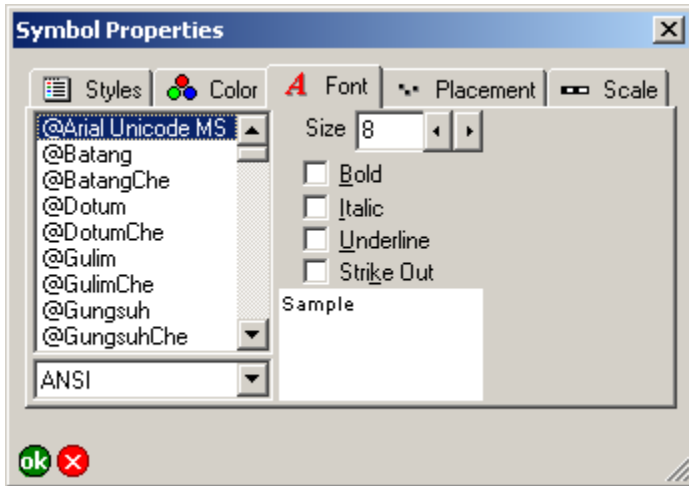 Symbol Properties
Styles Color A Font Placement Scale
@Arial Unicode MS
@Batang
@BatangChe
@Dotum
@DotumChe
@Gulim
@GulimChe
@Gungsuh
@GungsuhChe
ANSI
Size 8
Bold
Italic
Underline
Strike Out
Sample
ok